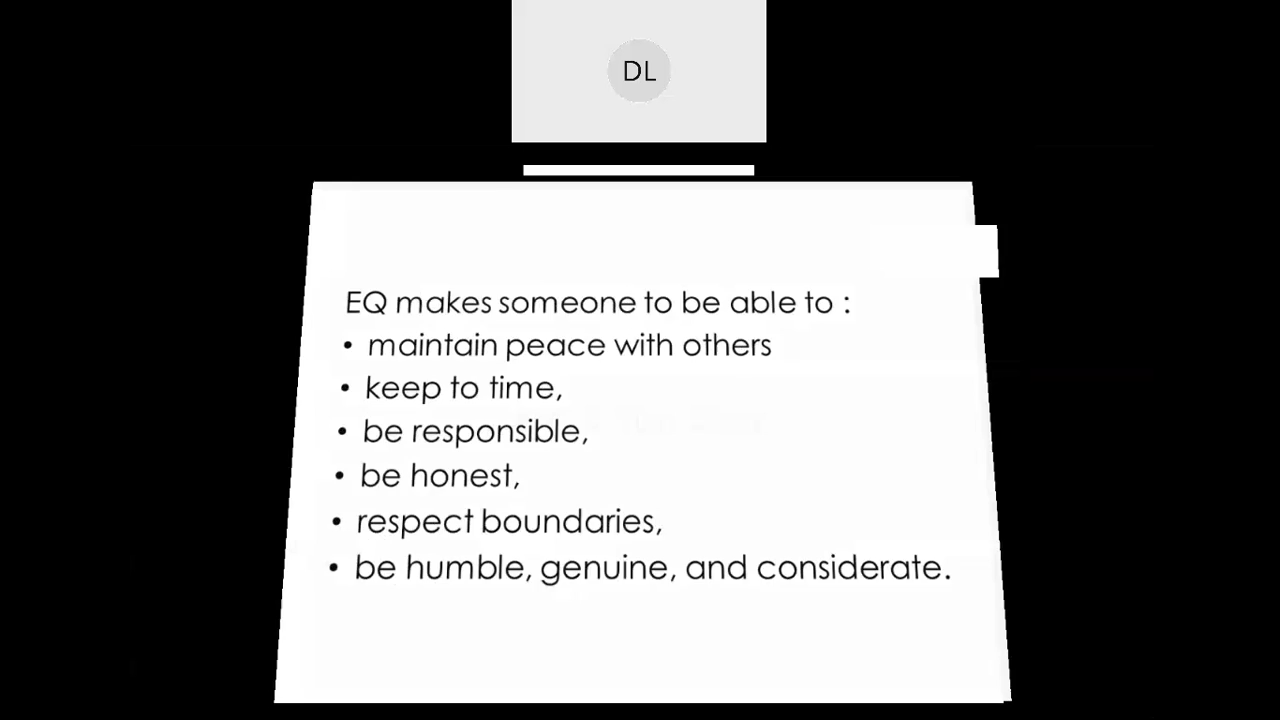 DL
EQ makes someone to be able to :
• maintain peace with others
• keep to time,
• be responsible,
• be honest,
• respect boundaries,
• be humble, genuine, and considerate.